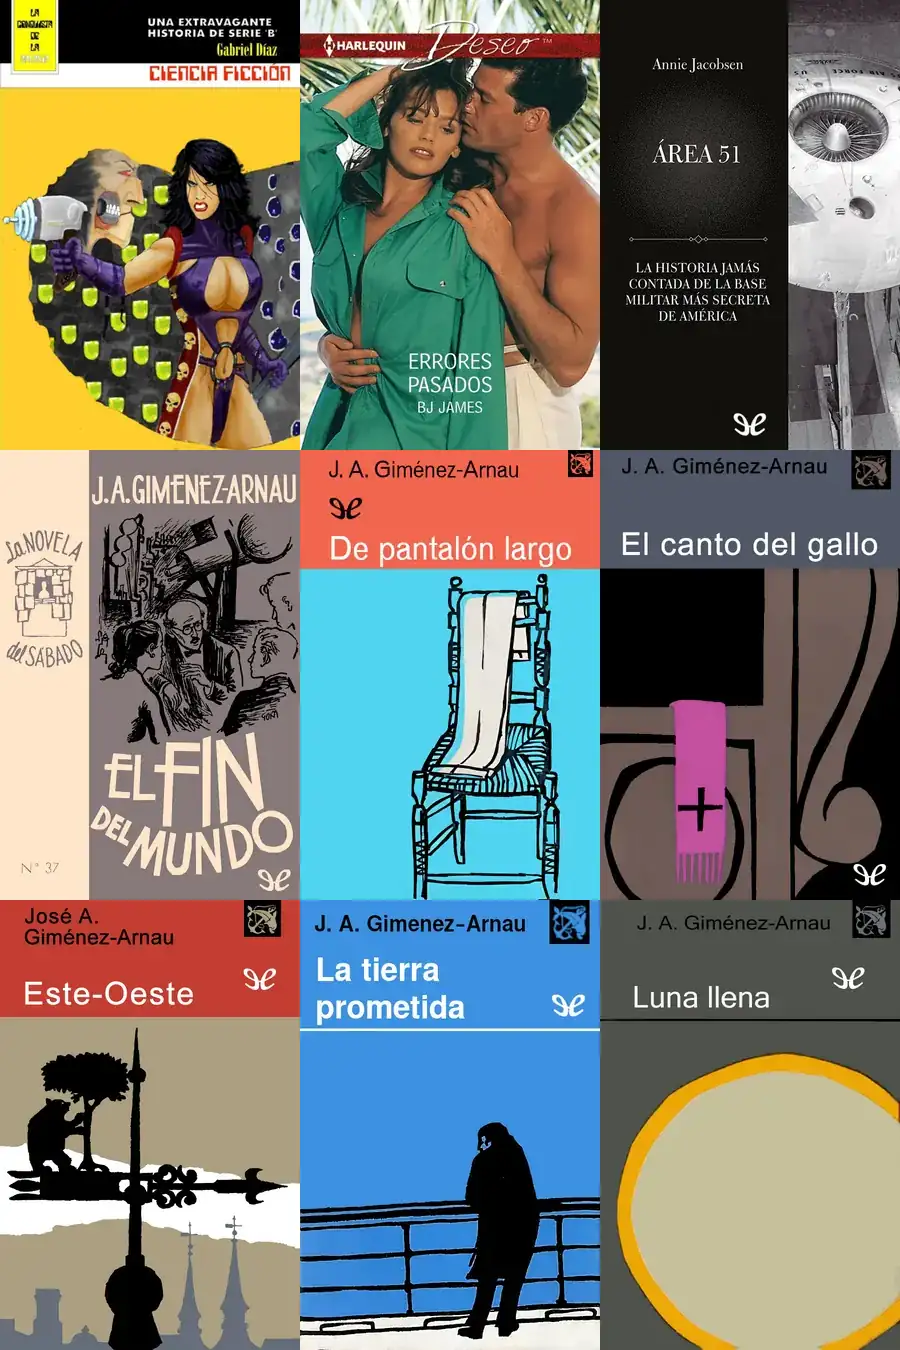 UNA EXTRAVAGANTE
HISTORIA DE SERIE 'B'
Gabriel Díaz
CIENCIA FICCIÓN
HARLEQUIN
Deseo™
ERRORES
PASADOS
BJ JAMES
Annie Jacobsen
ÁREA 51
LA HISTORIA JAMÁS
CONTADA DE LA BASE
MILITAR MÁS SECRETA
DE AMÉRICA
La NOVELA
del SÁBADO
Nº 37
J.A. GIMENEZ-ARNAU
EL FIN
DEL MUNDO
J. A. Giménez-Arnau
De pantalón largo
J. A. Giménez-Arnau
El canto del gallo
José A.
Giménez-Arnau
Este-Oeste
J. A. Gimenez-Arnau
La tierra
prometida
J. A. Giménez-Arnau
Luna llena